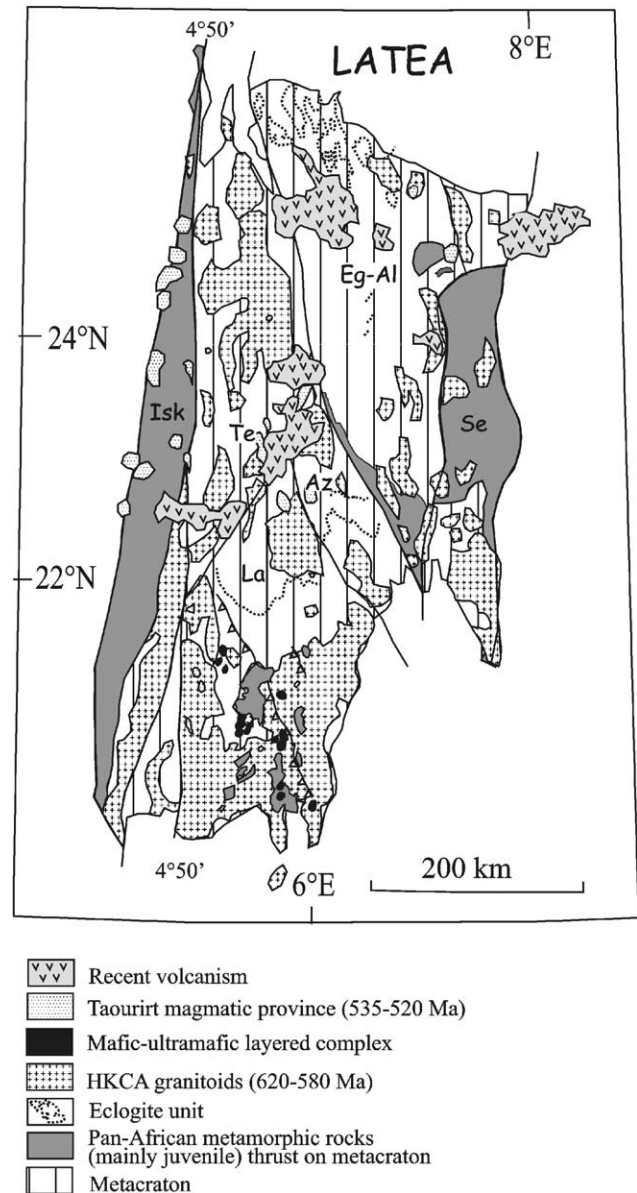 4°50'
LATEA
8°E
Eg-Al
24°N
Isk
Te
Se
Az
22°N
La
4°50'
6°E
200 km
Recent volcanism
Taourirt magmatic province (535-520 Ma)
Mafic-ultramafic layered complex
HKCA granitoids (620-580 Ma)
Eclogite unit
Pan-African metamorphic rocks
(mainly juvenile) thrust on metacraton
Metacraton